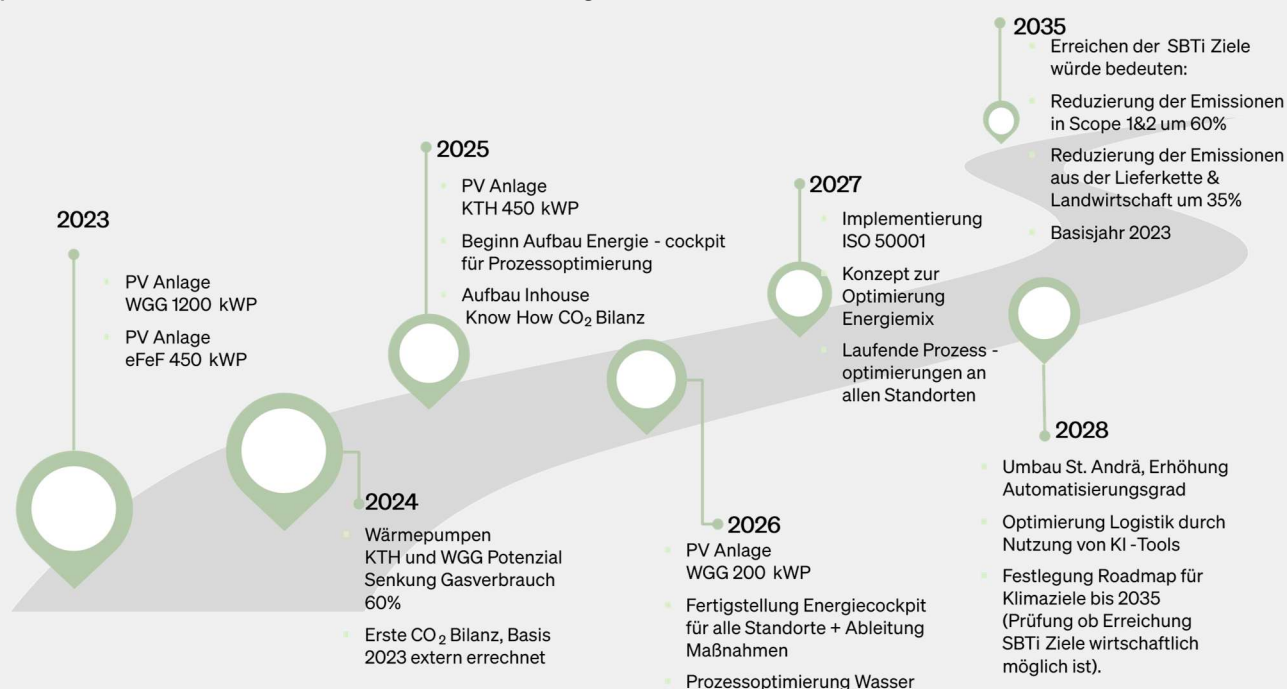 2023
PV Anlage
WGG 1200 kWP
PV Anlage
eFeF 450 kWP
2024
Wärmepumpen
KTH und WGG Potenzial
Senkung Gasverbrauch
60%
Erste CO₂ Bilanz, Basis
2023 extern errechnet
2025
PV Anlage
KTH 450 kWP
Beginn Aufbau Energie - cockpit
für Prozessoptimierung
Aufbau Inhouse
Know How CO₂ Bilanz
2026
PV Anlage
WGG 200 kWP
Fertigstellung Energiecockpit
für alle Standorte + Ableitung
Maßnahmen
Prozessoptimierung Wasser
2027
Implementierung
ISO 50001
Konzept zur
Optimierung
Energiemix
Laufende Prozess -
optimierungen an
allen Standorten
2028
Umbau St. Andrä, Erhöhung
Automatisierungsgrad
Optimierung Logistik durch
Nutzung von KI -Tools
Festlegung Roadmap für
Klimaziele bis 2035
(Prüfung ob Erreichung
SBTi Ziele wirtschaftlich
möglich ist).
2035
Erreichen der SBTi Ziele
würde bedeuten:
Reduzierung der Emissionen
in Scope 1&2 um 60%
Reduzierung der Emissionen
aus der Lieferkette &
Landwirtschaft um 35%
Basisjahr 2023